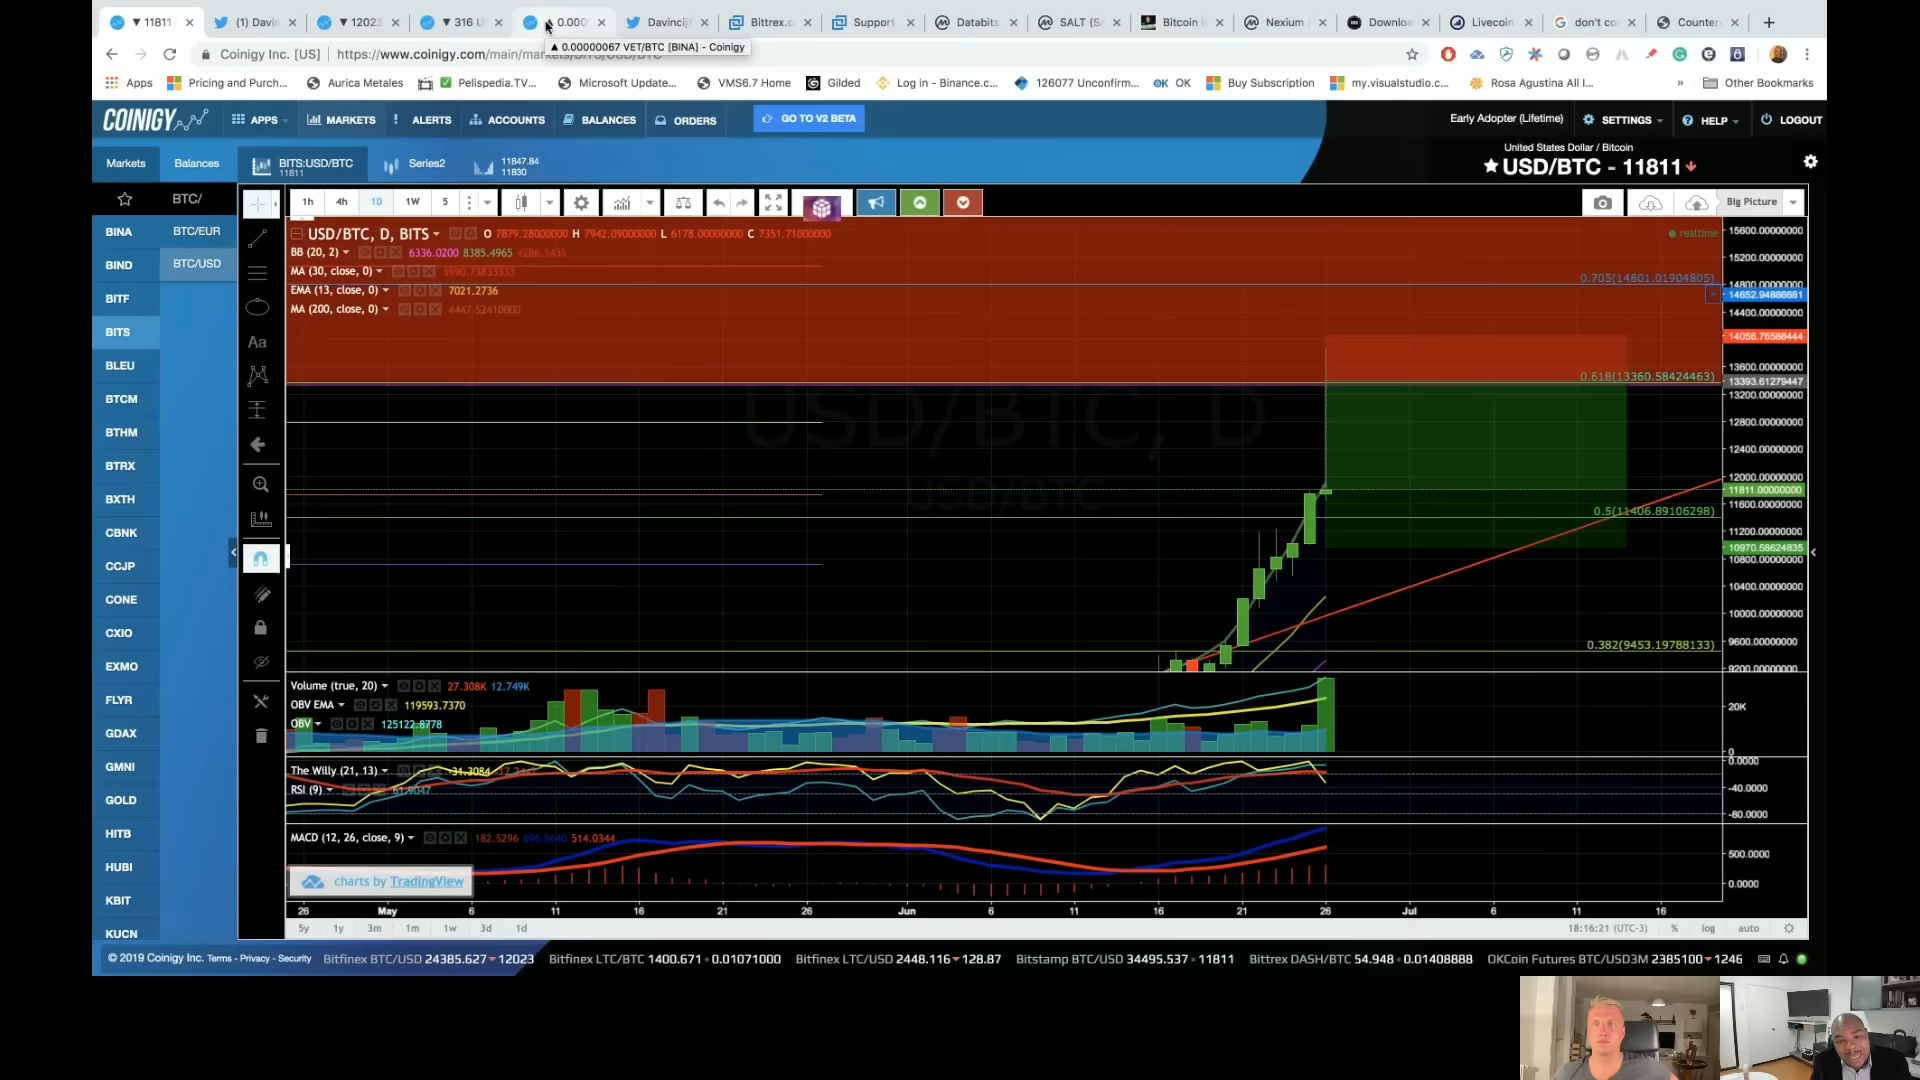 ▼ 11811
(1) Davin
▼ 12023
▼ 316 U
▲ 0.000
Davincij
Bittrex.c
Support
Databits
SALT (S
Bitcoin is
Nexium
Downloa
Livecoin
don't co
Counter
▲ 0.00000067 VET/BTC [BINA] - Coinigy
Coinigy Inc. [US]
https://www.coinigy.com/main/markets/BITS/USD/BTC
Apps
Pricing and Purch...
Aurica Metales
Pelispedia.TV...
Microsoft Update...
VMS6.7 Home
Gilded
Log in - Binance.c...
126077 Unconfirm...
OK OK
Buy Subscription
my.visualstudio.c...
Rosa Agustina All I...
»
Other Bookmarks
COINIGY
APPS
MARKETS
ALERTS
ACCOUNTS
BALANCES
ORDERS
GO TO V2 BETA
Early Adopter (Lifetime)
SETTINGS
HELP
LOGOUT
Markets
Balances
BITS:USD/BTC
11811
Series2
11847.84
11830
United States Dollar / Bitcoin
USD/BTC - 11811
BTC/
BINA
BTC/EUR
BIND
BTC/USD
BITF
BITS
BLEU
BTCM
BTHM
BTRX
BXTH
CBNK
CCJP
CONE
CXIO
EXMO
FLYR
GDAX
GMNI
GOLD
HITB
HUBI
KBIT
KUCN
1h 4h 1D 1W 5
Big Picture
USD/BTC, D, BITS
O 7879.28000000 H 7942.09000000 L 6178.00000000 C 7351.71000000
realtime
BB (20, 2) 6336.0200 8385.4965 4286.5435
MA (30, close, 0) 5990.73833333
EMA (13, close, 0) 7021.2736
MA (200, close, 0) 4447.52410000
Aa
USD/BTC, D
USD/BTC
0.705(14801.01904805)
0.618(13360.58424463)
0.5(11406.89106298)
0.382(9453.19788133)
15600.00000000
15200.00000000
14800.00000000
14652.94886681
14400.00000000
14056.76588444
13600.00000000
13393.61279447
13200.00000000
12800.00000000
12400.00000000
12000.00000000
11811.00000000
11600.00000000
11200.00000000
10970.58624835
10800.00000000
10400.00000000
10000.00000000
9600.00000000
9200.00000000
Volume (true, 20) 27.308K 12.749K
OBV EMA 119593.7370
OBV 125122.8778
20K
0
The Willy (21, 13) -31.3084
RSI (9) 61.9047
0.0000
-40.0000
-80.0000
MACD (12, 26, close, 9) 182.5296 696.5640 514.0344
500.0000
0.0000
charts by TradingView
26 May 6 11 16 21 26 Jun 6 11 16 21 26 Jul 6 11 16
5y 1y 3m 1m 1w 3d 1d
18:16:21 (UTC-3) % log auto
© 2019 Coinigy Inc. Terms - Privacy - Security
Bitfinex BTC/USD 24385.627 12023
Bitfinex LTC/BTC 1400.671 0.01071000
Bitfinex LTC/USD 2448.116 128.87
Bitstamp BTC/USD 34495.537 11811
Bittrex DASH/BTC 54.948 0.01408888
OKCoin Futures BTC/USD3M 2385100 1246